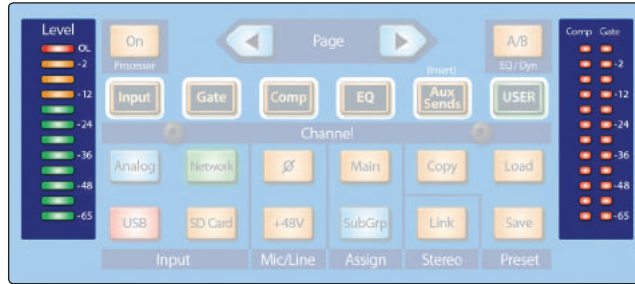 Level
OL
-2
-12
-24
-36
-48
-65
On
Processor
Page
A/B
EQ/Dyn
Comp Gate
-2
-12
-24
-36
-48
-65
(Insert)
Input Gate Comp EQ Aux Sends USER
Channel
Analog Network Ø Main Copy Load
USB SD Card +48V SubGrp Link Save
Input Mic/Line Assign Stereo Preset